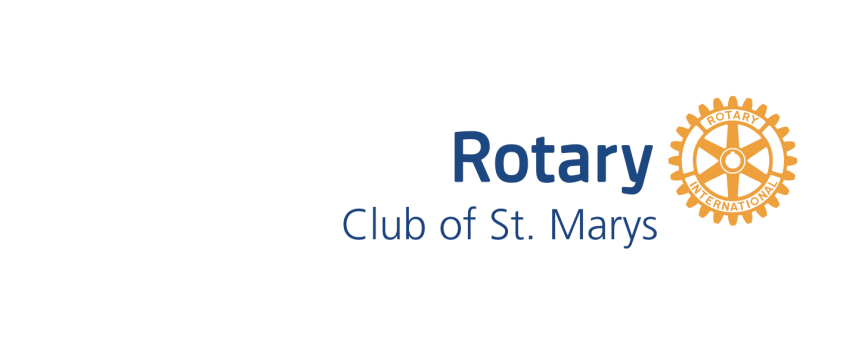 Rotary
Club of St. Marys
ROTARY
INTERNATIONAL